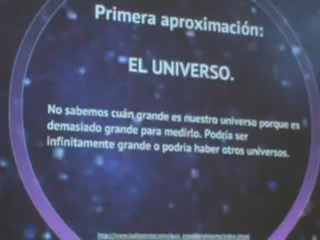 Primera aproximación:
EL UNIVERSO.
No sabemos cuán grande es nuestro universo porque es
demasiado grande para medirlo. Podría ser
infinitamente grande o podría haber otros universos.